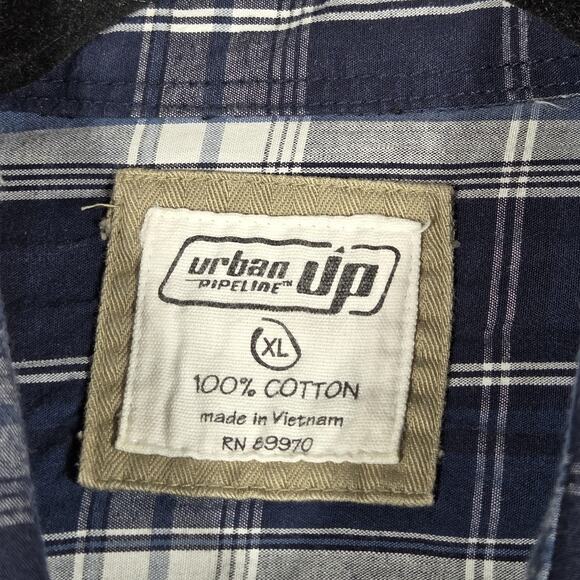 urban up
PIPELINE™
XL
100% COTTON
made in Vietnam
RN 89970